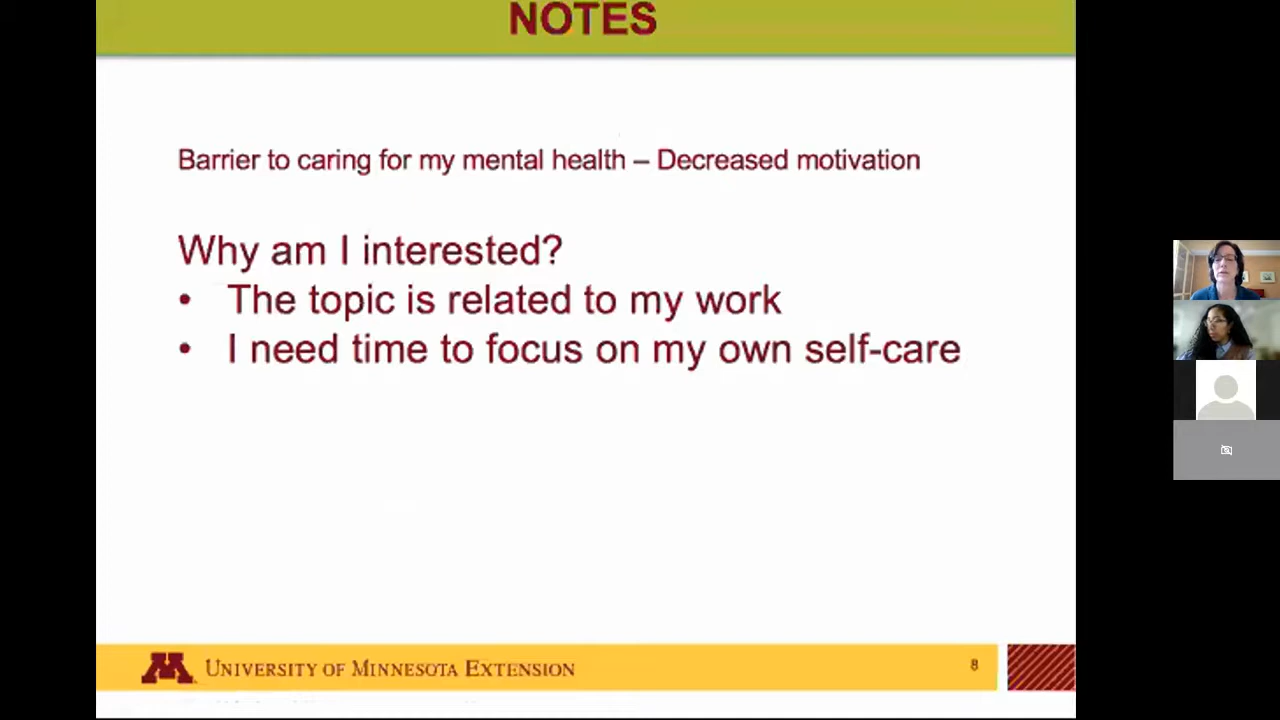 NOTES
Barrier to caring for my mental health – Decreased motivation
Why am I interested?
• The topic is related to my work
• I need time to focus on my own self-care
M UNIVERSITY OF MINNESOTA EXTENSION
8